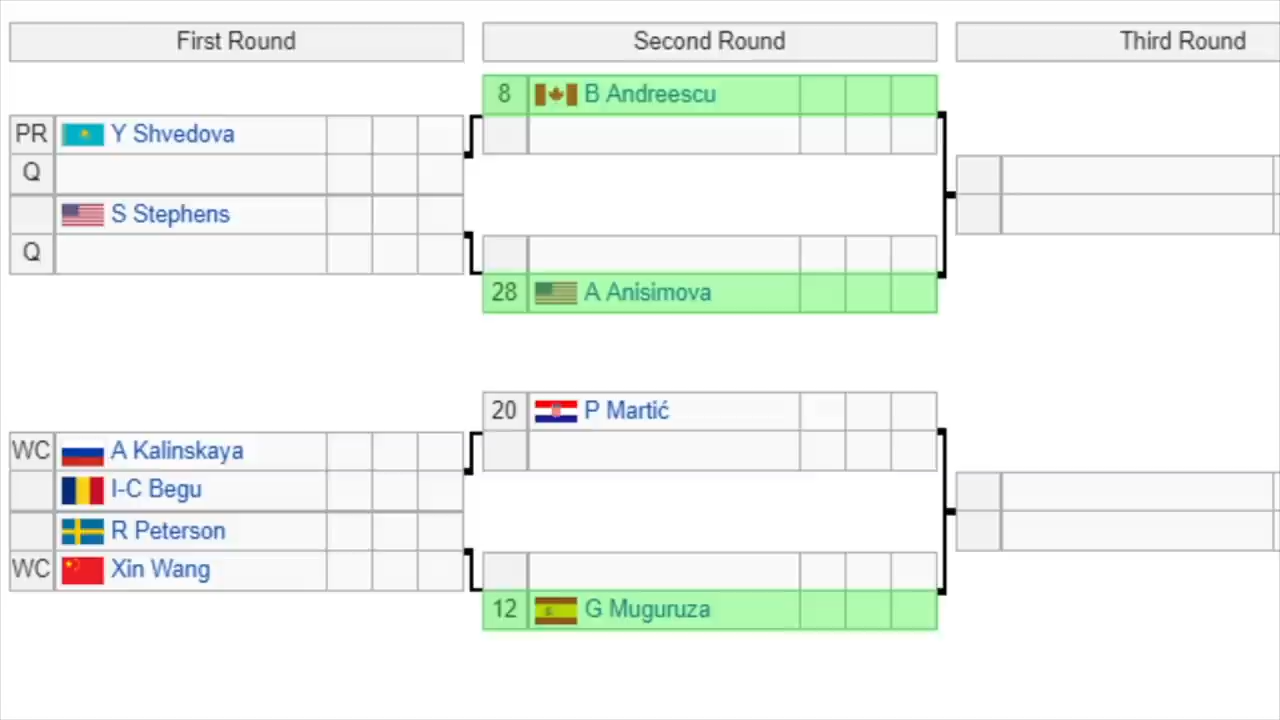 First Round
Second Round
Third Round
8 B Andreescu
PR Y Shvedova
Q
S Stephens
Q
28 A Anisimova
20 P Martić
WC A Kalinskaya
I-C Begu
R Peterson
WC Xin Wang
12 G Muguruza